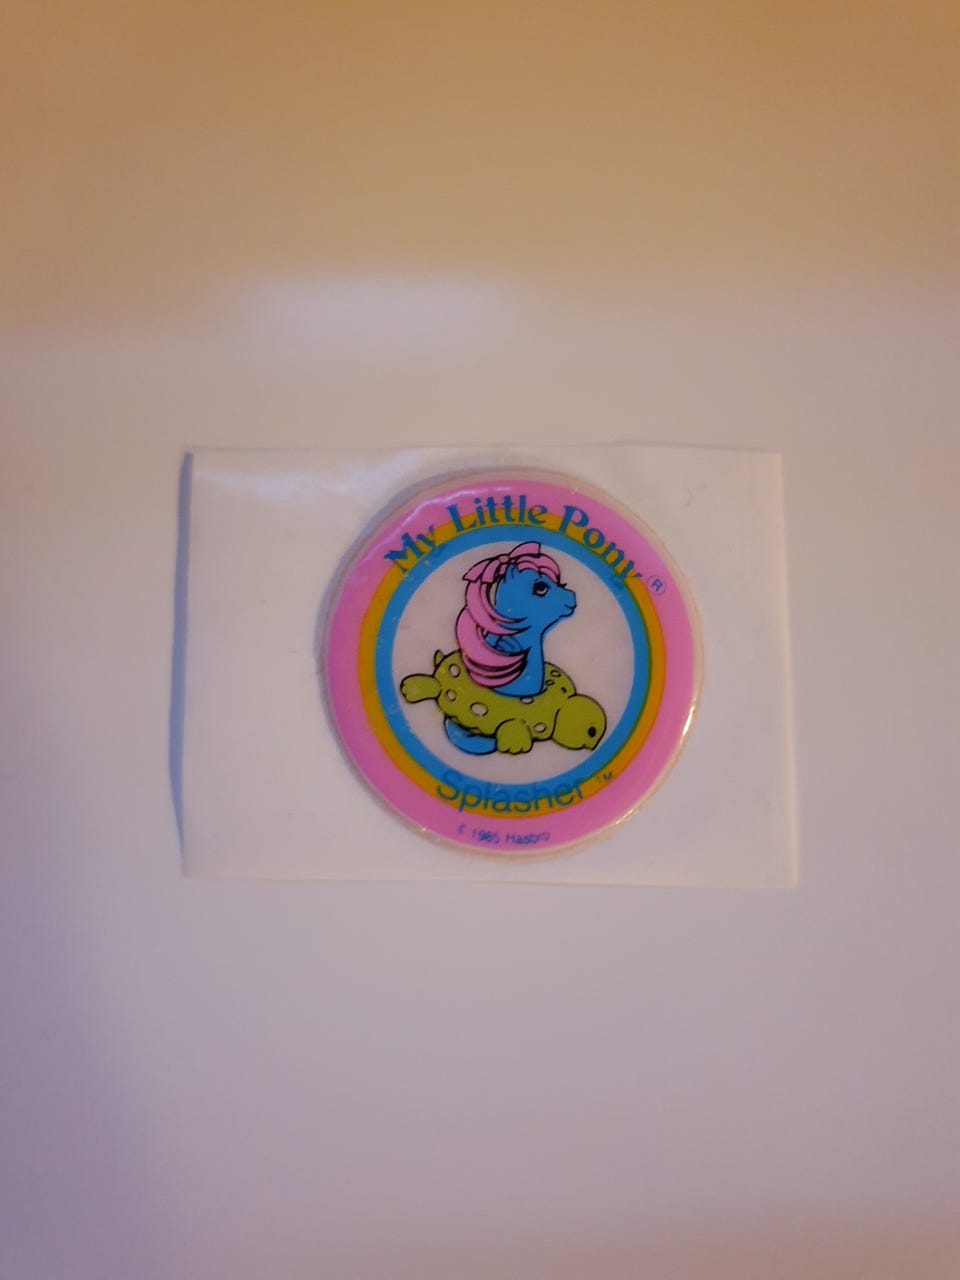 My Little Pony®
Splasher™
© 1985 Hasbro